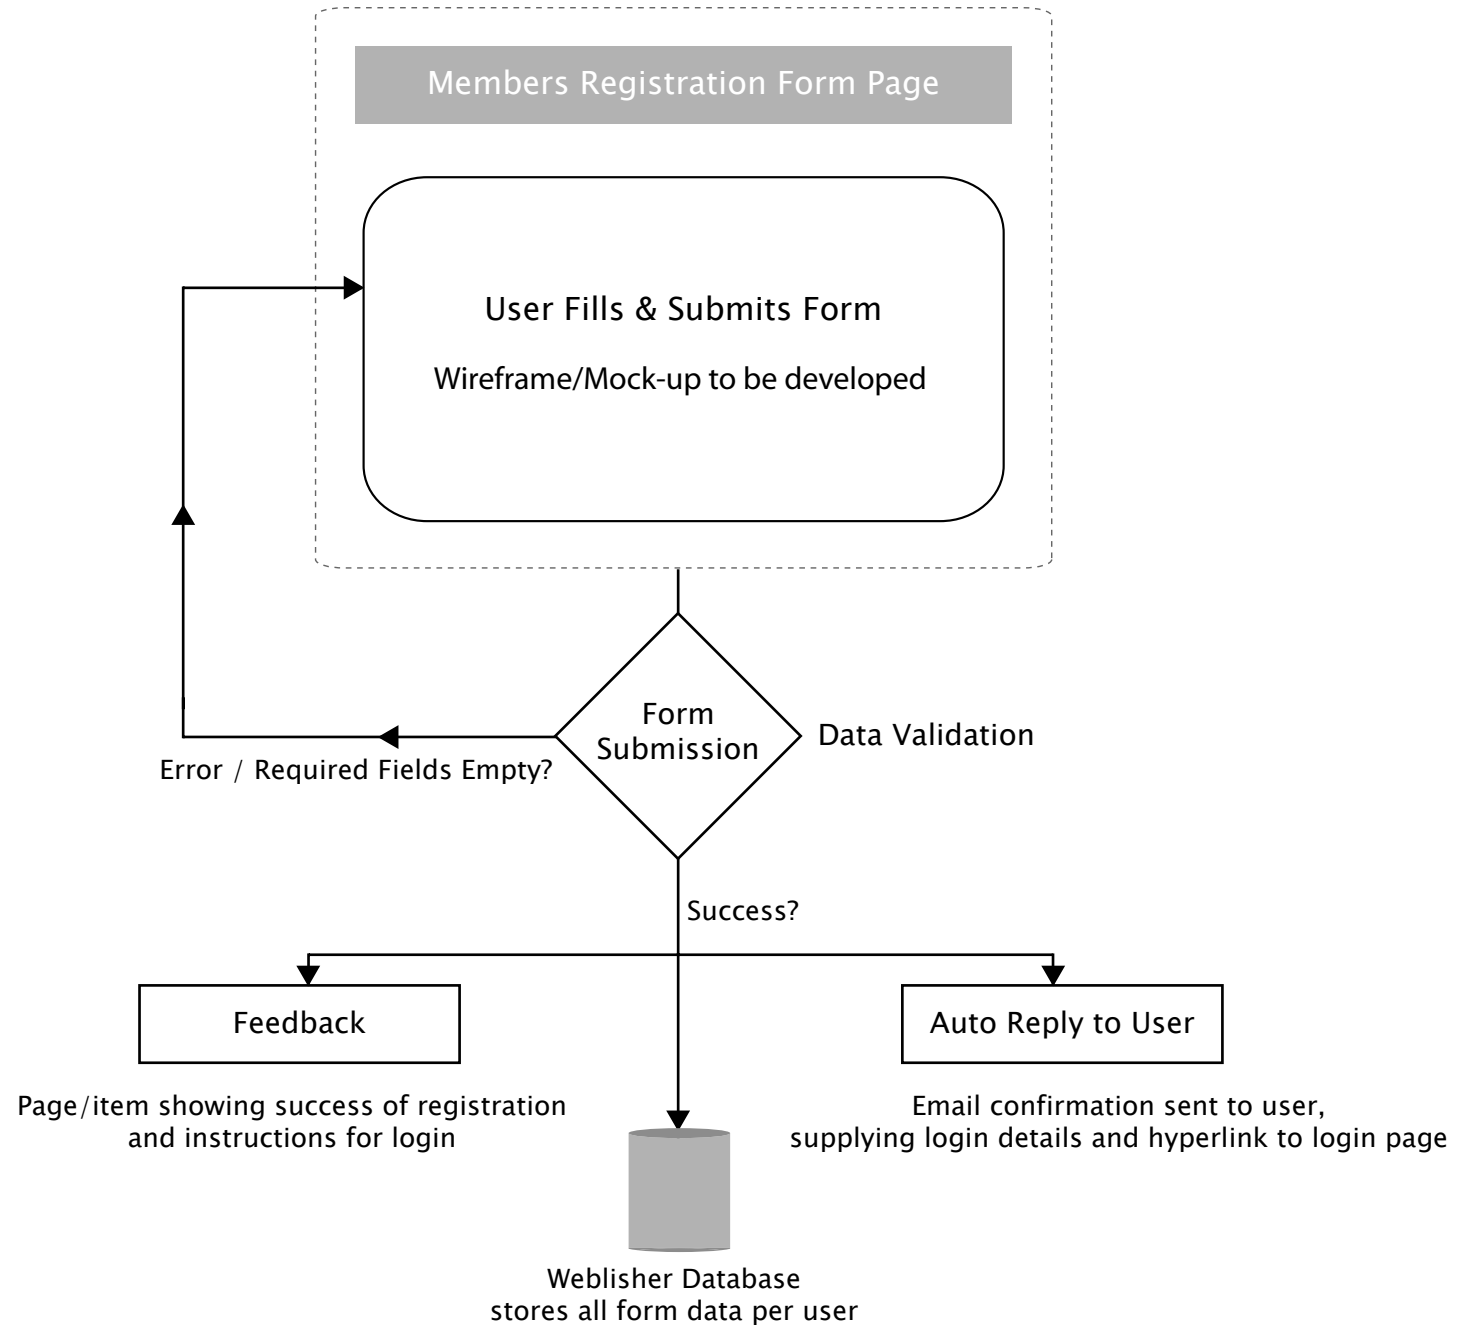 Members Registration Form Page
User Fills & Submits Form
Wireframe/Mock-up to be developed
Form
Submission
Data Validation
Error / Required Fields Empty?
Success?
Feedback
Auto Reply to User
Page/item showing success of registration
and instructions for login
Email confirmation sent to user,
supplying login details and hyperlink to login page
Weblisher Database
stores all form data per user